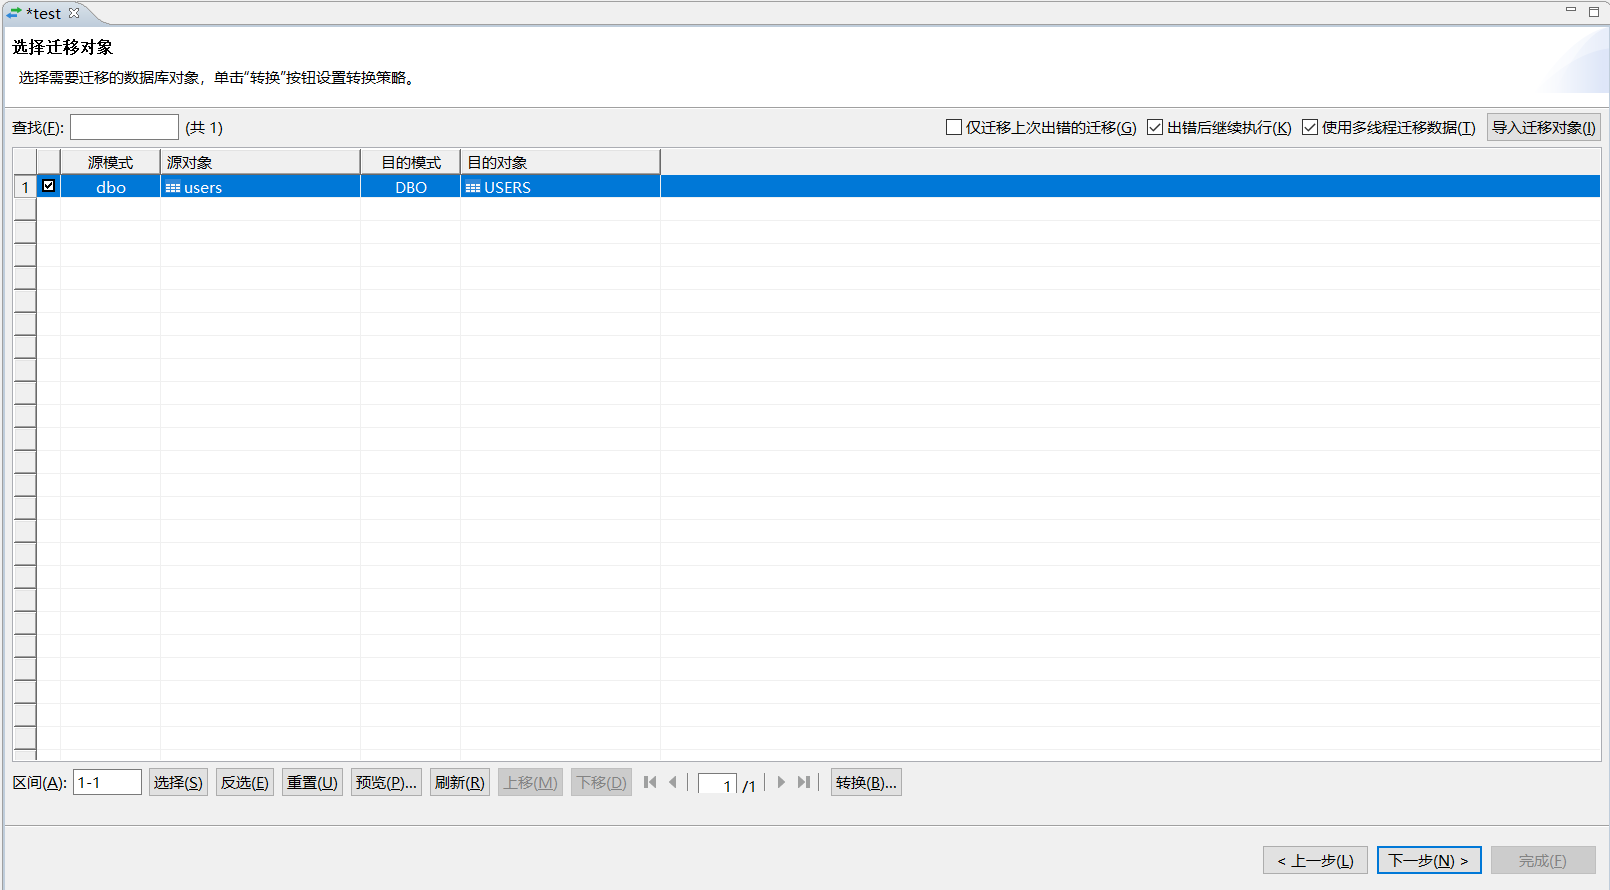 *test
选择迁移对象
选择需要迁移的数据库对象，单击“转换”按钮设置转换策略。
查找(F): (共 1) 仅迁移上次出错的迁移(G) 出错后继续执行(K) 使用多线程迁移数据(T) 导入迁移对象(I)
源模式 源对象 目的模式 目的对象
1 dbo users DBO USERS
区间(A): 1-1 选择(S) 反选(E) 重置(U) 预览(P)... 刷新(R) 上移(M) 下移(D) 1 /1 转换(B)...
< 上一步(L) 下一步(N) > 完成(F)